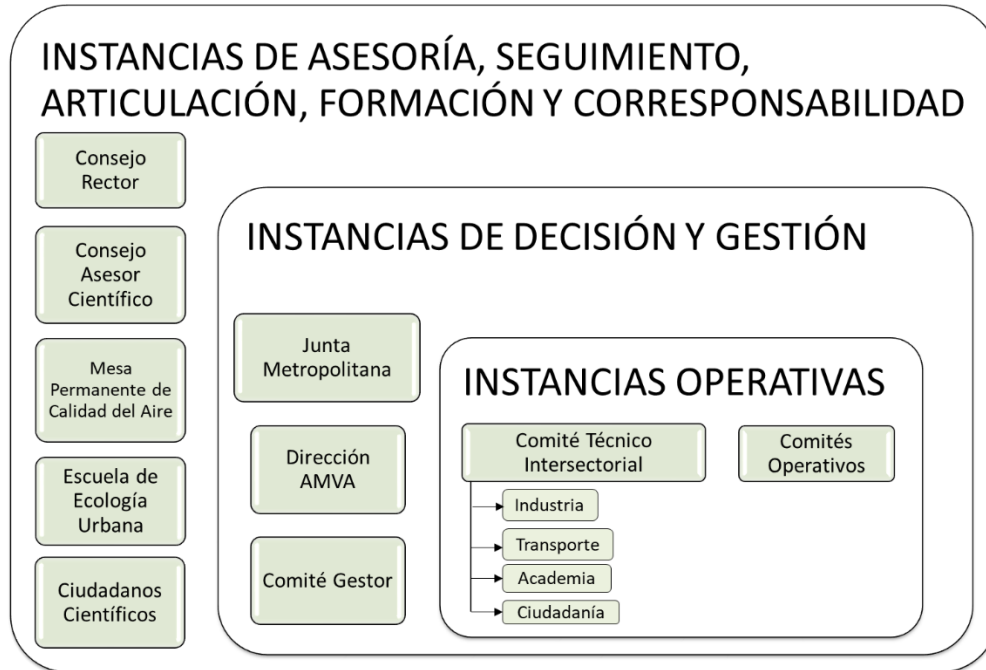 INSTANCIAS DE ASESORÍA, SEGUIMIENTO,
ARTICULACIÓN, FORMACIÓN Y CORRESPONSABILIDAD
Consejo
Rector
Consejo
Asesor
Científico
Mesa
Permanente de
Calidad del Aire
Escuela de
Ecología
Urbana
Ciudadanos
Científicos
INSTANCIAS DE DECISIÓN Y GESTIÓN
Junta
Metropolitana
Dirección
AMVA
Comité Gestor
INSTANCIAS OPERATIVAS
Comité Técnico
Intersectorial
Industria
Transporte
Academia
Ciudadanía
Comités
Operativos